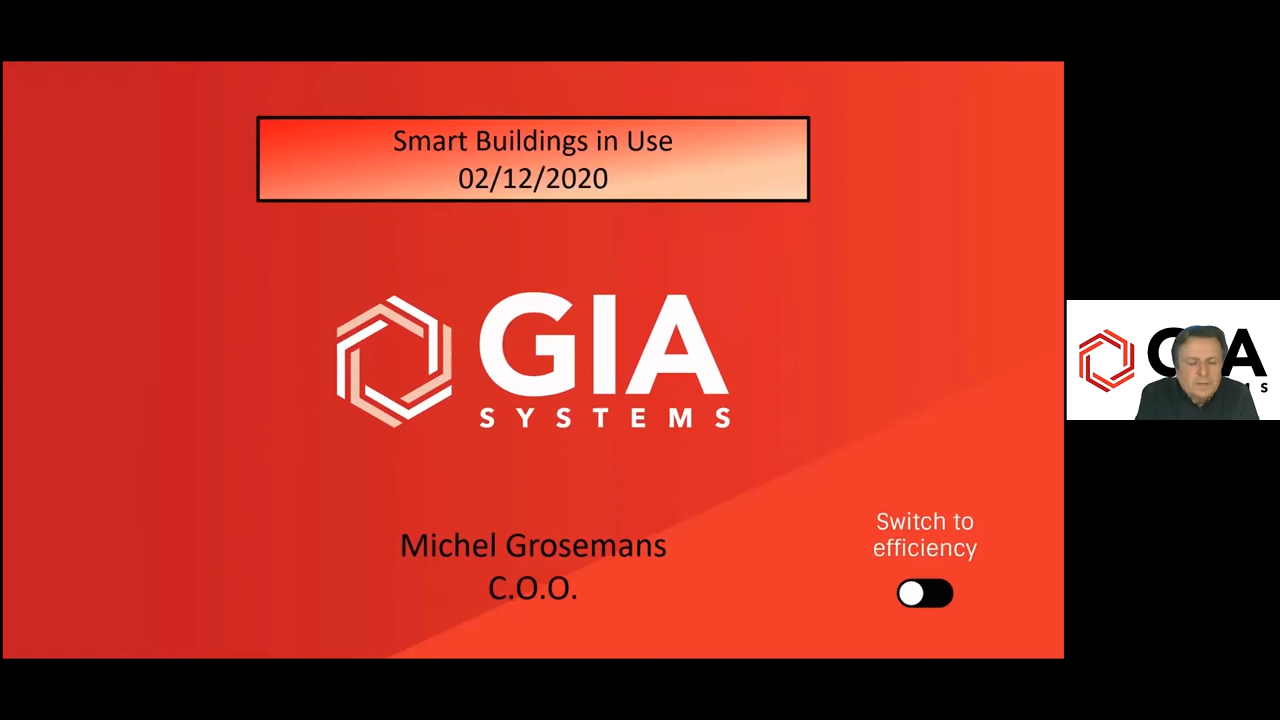 Smart Buildings in Use
02/12/2020
GIA
SYSTEMS
Michel Grosemans
C.O.O.
Switch to
efficiency